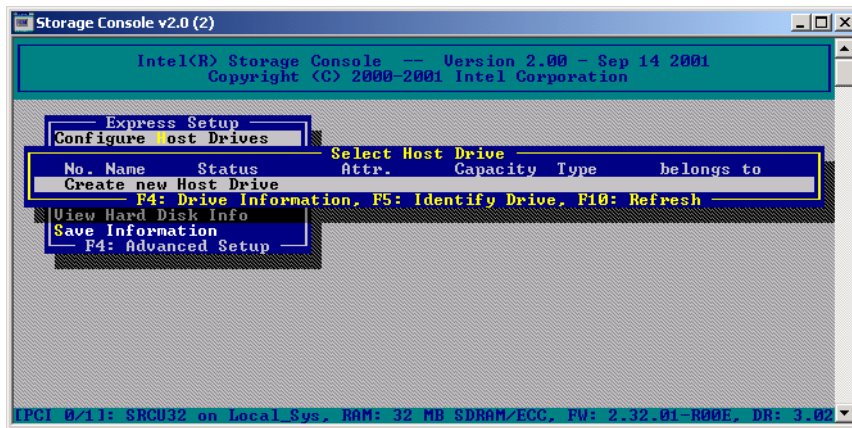 Storage Console v2.0 (2)
Intel(R) Storage Console -- Version 2.00 - Sep 14 2001
Copyright (C) 2000-2001 Intel Corporation
Express Setup
Configure Host Drives
Select Host Drive
No. Name Status Attr. Capacity Type belongs to
Create new Host Drive
F4: Drive Information, F5: Identify Drive, F10: Refresh
View Hard Disk Info
Save Information
F4: Advanced Setup
[PCI 0/1]: SRCU32 on Local_Sys, RAM: 32 MB SDRAM/ECC, FW: 2.32.01-R00E, DR: 3.02